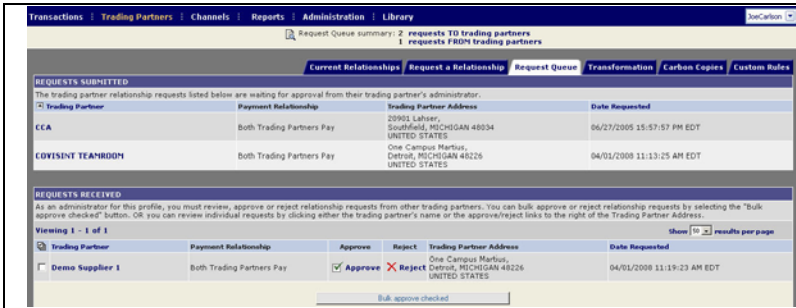 Transactions Trading Partners Channels Reports Administration Library JoeCarlson
Request Queue summary: 2 requests TO trading partners
1 requests FROM trading partners
Current Relationships Request a Relationship Request Queue Transformation Carbon Copies Custom Rules
REQUESTS SUBMITTED
The trading partner relationship requests listed below are waiting for approval from their trading partner's administrator.
Trading Partner Payment Relationship Trading Partner Address Date Requested
CCA Both Trading Partners Pay 20901 Lahser, Southfield, MICHIGAN 48034 UNITED STATES 06/27/2005 15:57:57 PM EDT
COVISINT TEAMROOM Both Trading Partners Pay One Campus Martius, Detroit, MICHIGAN 48226 UNITED STATES 04/01/2008 11:13:25 AM EDT
REQUESTS RECEIVED
As an administrator for this profile, you must review, approve or reject relationship requests from other trading partners. You can bulk approve or reject relationship requests by selecting the "Bulk
approve checked" button. OR you can review individual requests by clicking either the trading partner's name or the approve/reject links to the right of the Trading Partner Address.
Viewing 1 - 1 of 1 Show 50 results per page
Trading Partner Payment Relationship Approve Reject Trading Partner Address Date Requested
Demo Supplier 1 Both Trading Partners Pay Approve Reject One Campus Martius, Detroit, MICHIGAN 48226 UNITED STATES 04/01/2008 11:19:23 AM EDT
Bulk approve checked